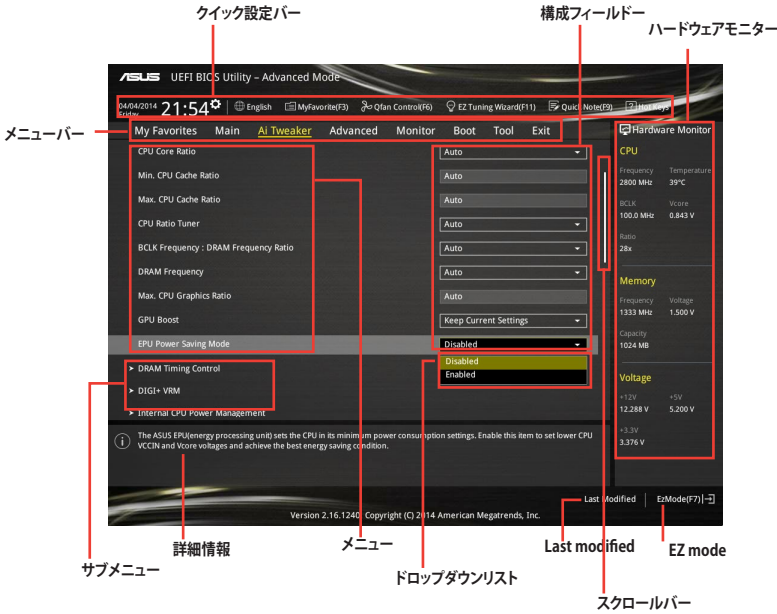 クイック設定バー
構成フィールドー
ハードウェアモニター
ASUS UEFI BIOS Utility – Advanced Mode
04/04/2014 21:54
Friday
English MyFavorite(F3) Qfan Control(F6) EZ Tuning Wizard(F11) Quick Note(F9) Hot Keys
メニューバー
My Favorites Main Ai Tweaker Advanced Monitor Boot Tool Exit
CPU Core Ratio Auto
Min. CPU Cache Ratio Auto
Max. CPU Cache Ratio Auto
CPU Ratio Tuner Auto
BCLK Frequency : DRAM Frequency Ratio Auto
DRAM Frequency Auto
Max. CPU Graphics Ratio Auto
GPU Boost Keep Current Settings
EPU Power Saving Mode Disabled
Disabled
Enabled
> DRAM Timing Control
> DIGI+ VRM
> Internal CPU Power Management
Hardware Monitor
CPU
Frequency Temperature
2800 MHz 39°C
BCLK Vcore
100.0 MHz 0.843 V
Ratio
28x
Memory
Frequency Voltage
1333 MHz 1.500 V
Capacity
1024 MB
Voltage
+12V +5V
12.288 V 5.200 V
+3.3V
3.376 V
The ASUS EPU(energy processing unit) sets the CPU in its minimum power consumption settings. Enable this item to set lower CPU
VCCIN and Vcore voltages and achieve the best energy saving condition.
Last Modified EzMode(F7)
Version 2.16.1240. Copyright (C) 2014 American Megatrends, Inc.
サブメニュー
詳細情報
メニュー
ドロップダウンリスト
Last modified
EZ mode
スクロールバー